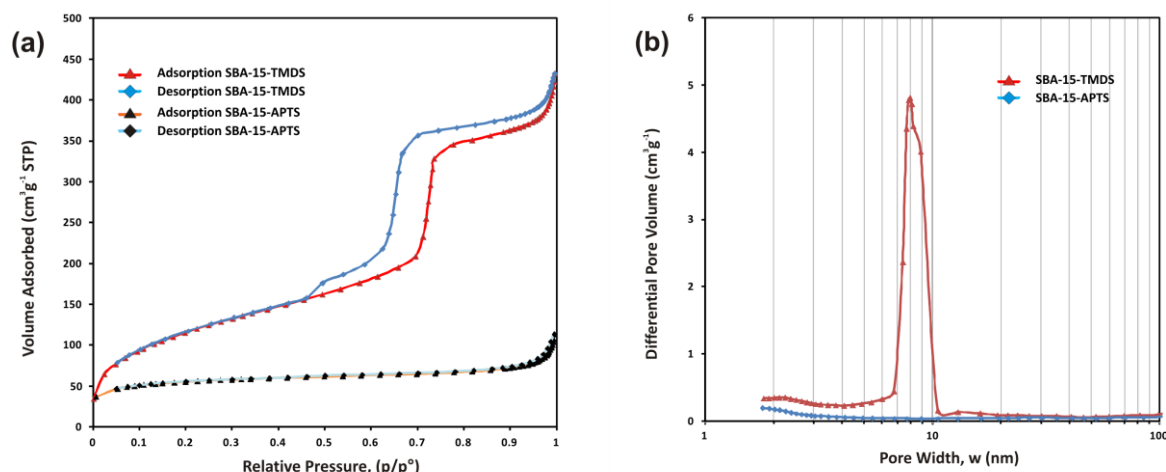 (a)
500
450
400
350
300
250
200
150
100
50
0
Volume Adsorbed (cm³g⁻¹ STP)
Adsorption SBA-15-TMDS
Desorption SBA-15-TMDS
Adsorption SBA-15-APTS
Desorption SBA-15-APTS
0 0.1 0.2 0.3 0.4 0.5 0.6 0.7 0.8 0.9 1
Relative Pressure, (p/p°)
(b)
6
5
4
3
2
1
0
Differential Pore Volume (cm³g⁻¹)
SBA-15-TMDS
SBA-15-APTS
1 10 100
Pore Width, w (nm)